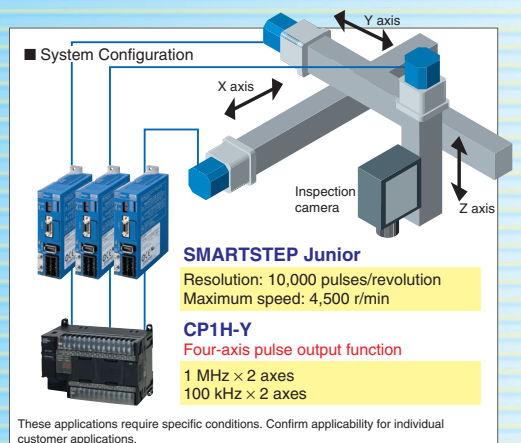 ■ System Configuration
Y axis
X axis
Inspection
camera
Z axis
SMARTSTEP Junior
Resolution: 10,000 pulses/revolution
Maximum speed: 4,500 r/min
CP1H-Y
Four-axis pulse output function
1 MHz × 2 axes
100 kHz × 2 axes
These applications require specific conditions. Confirm applicability for individual
customer applications.